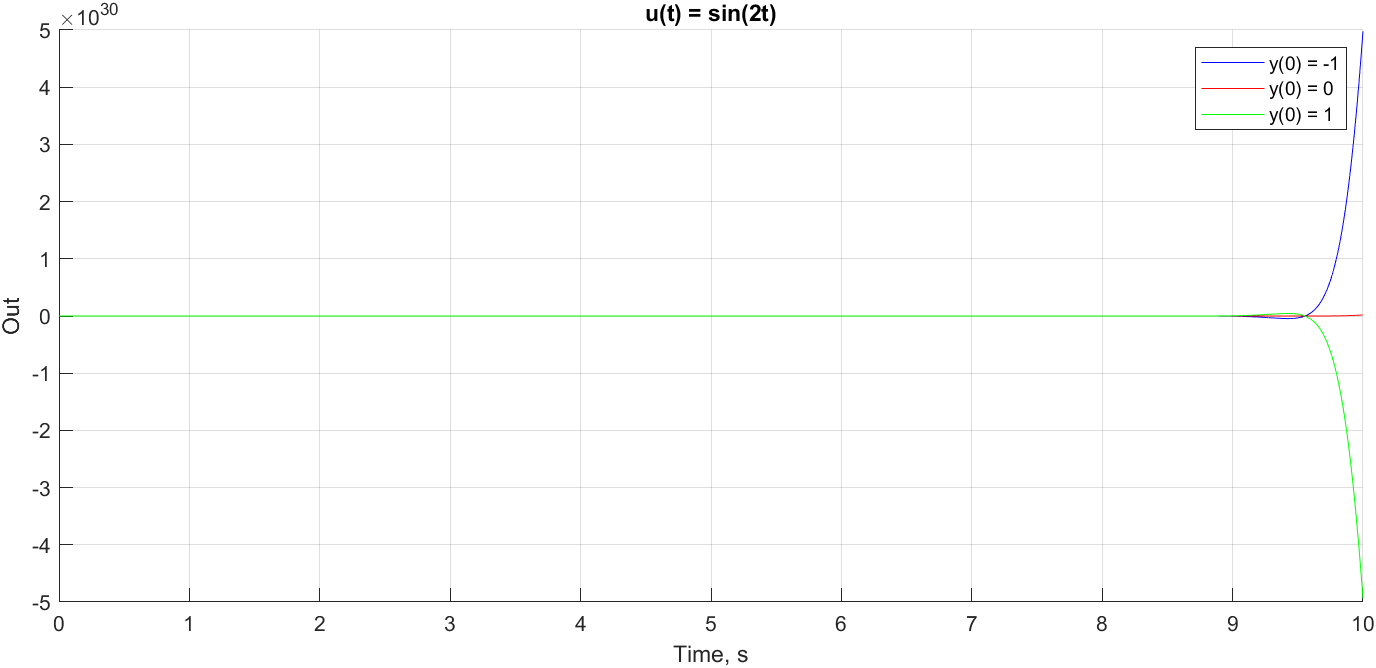 u(t) = sin(2t)
×10^30
5
4
3
2
1
0
-1
-2
-3
-4
-5
Out
y(0) = -1
y(0) = 0
y(0) = 1
0 1 2 3 4 5 6 7 8 9 10
Time, s